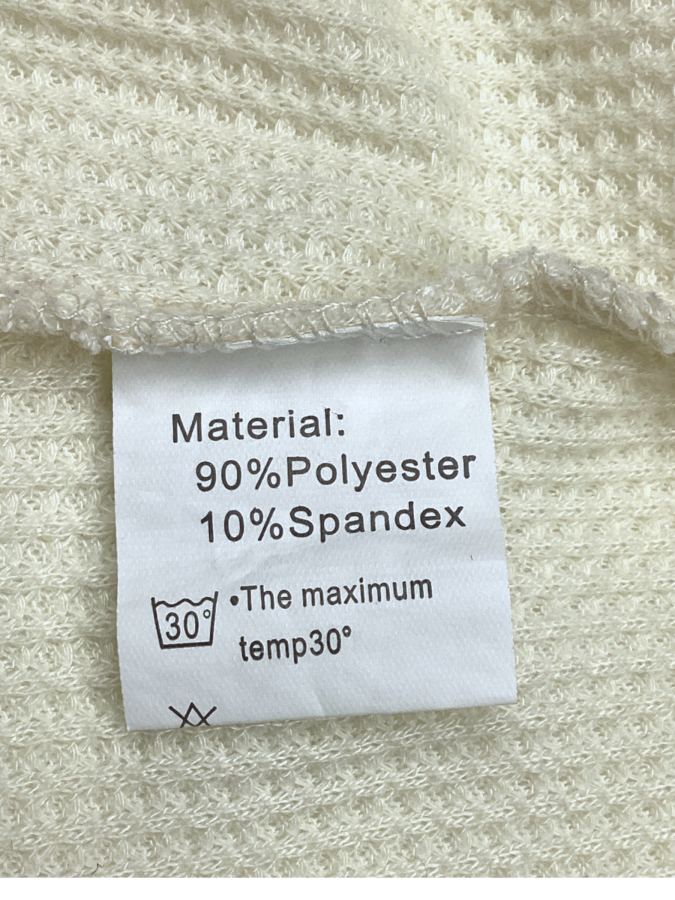 Material:
90%Polyester
10%Spandex
30° •The maximum
temp30°